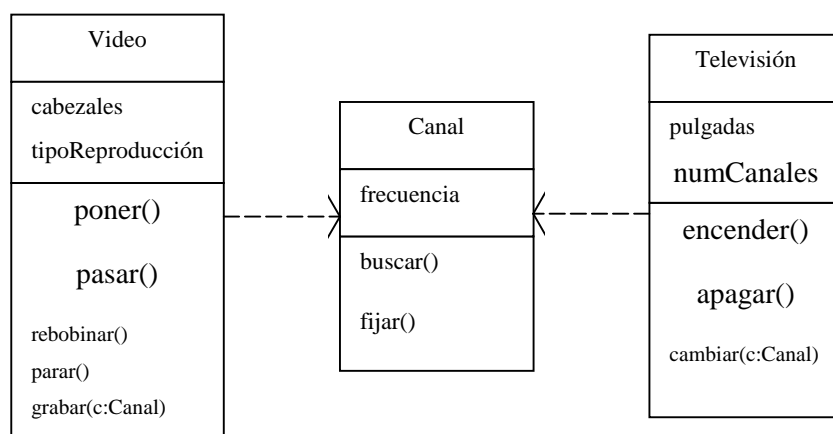 Video
cabezales
tipoReproducción
poner()
pasar()
rebobinar()
parar()
grabar(c:Canal)
Canal
frecuencia
buscar()
fijar()
Televisión
pulgadas
numCanales
encender()
apagar()
cambiar(c:Canal)